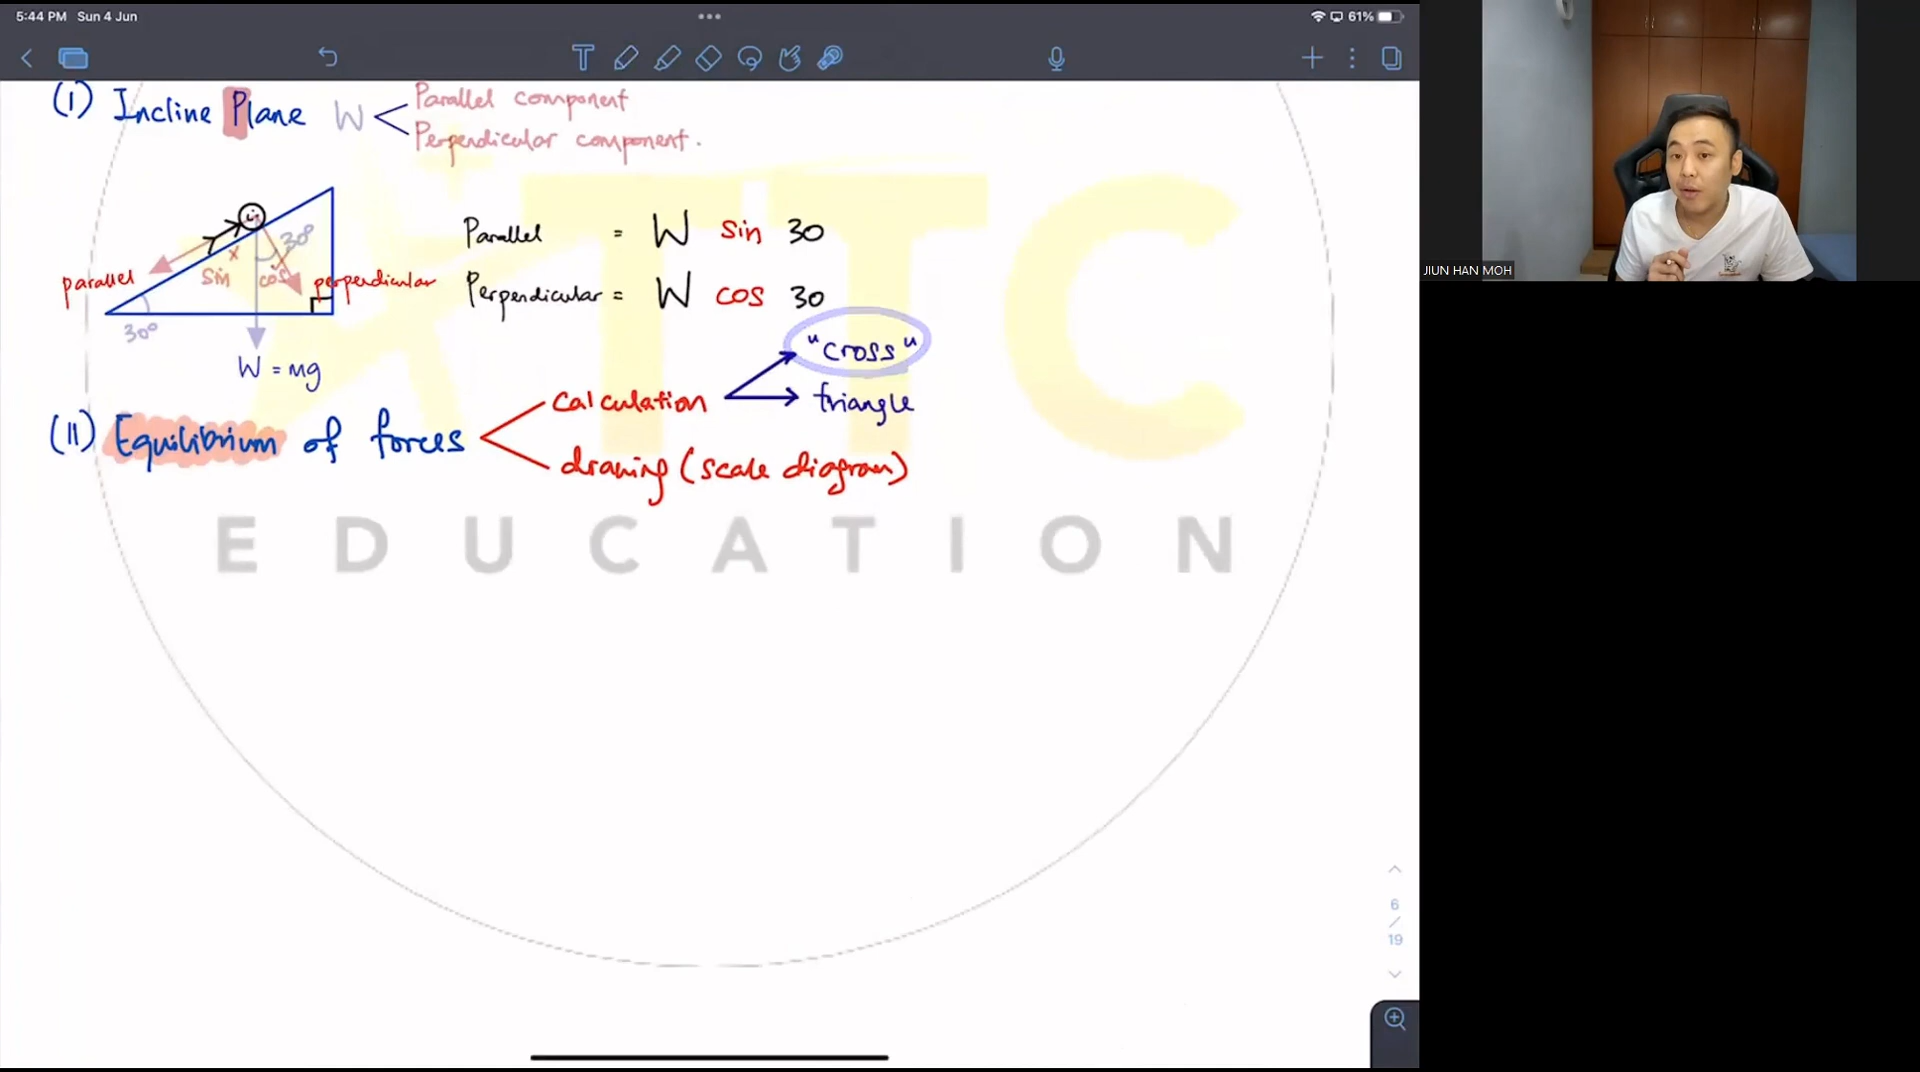 5:44 PM Sun 4 Jun
61%
(I) Incline Plane W
Parallel component
Perpendicular component.
Parallel = W sin 30
Perpendicular = W cos 30
30°
x
sin
cos
parallel
perpendicular
30°
W = mg
"cross"
triangle
calculation
(II) Equilibrium of forces
drawing (scale diagram)
TTC
EDUCATION
6
/
19
JIUN HAN MOH